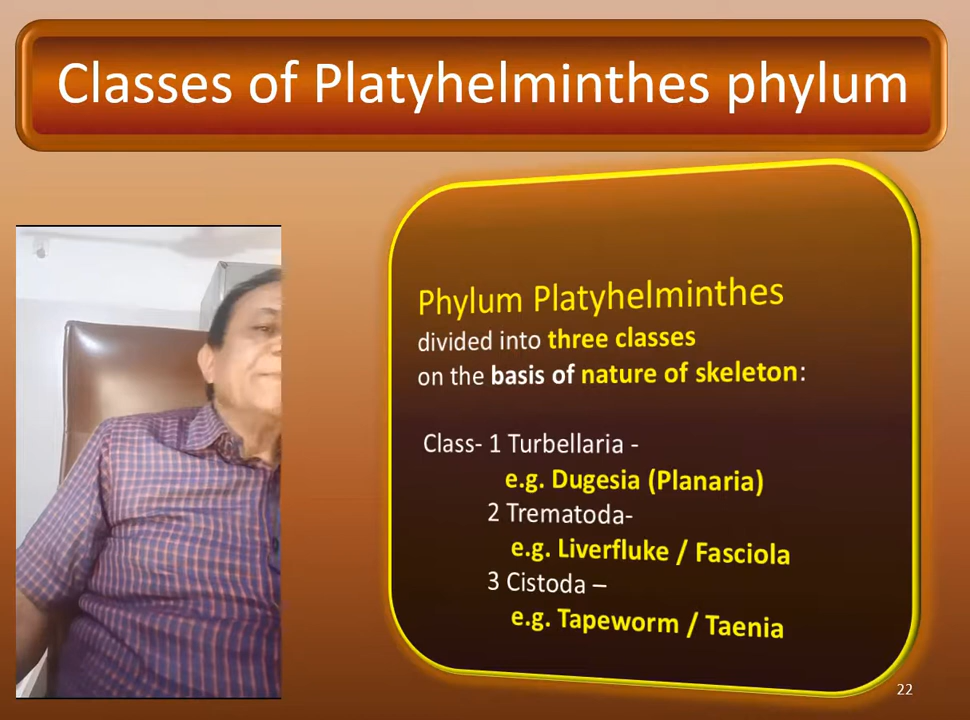 Classes of Platyhelminthes phylum
Phylum Platyhelminthes
divided into three classes
on the basis of nature of skeleton:
Class- 1 Turbellaria -
e.g. Dugesia (Planaria)
2 Trematoda-
e.g. Liverfluke / Fasciola
3 Cistoda –
e.g. Tapeworm / Taenia
22